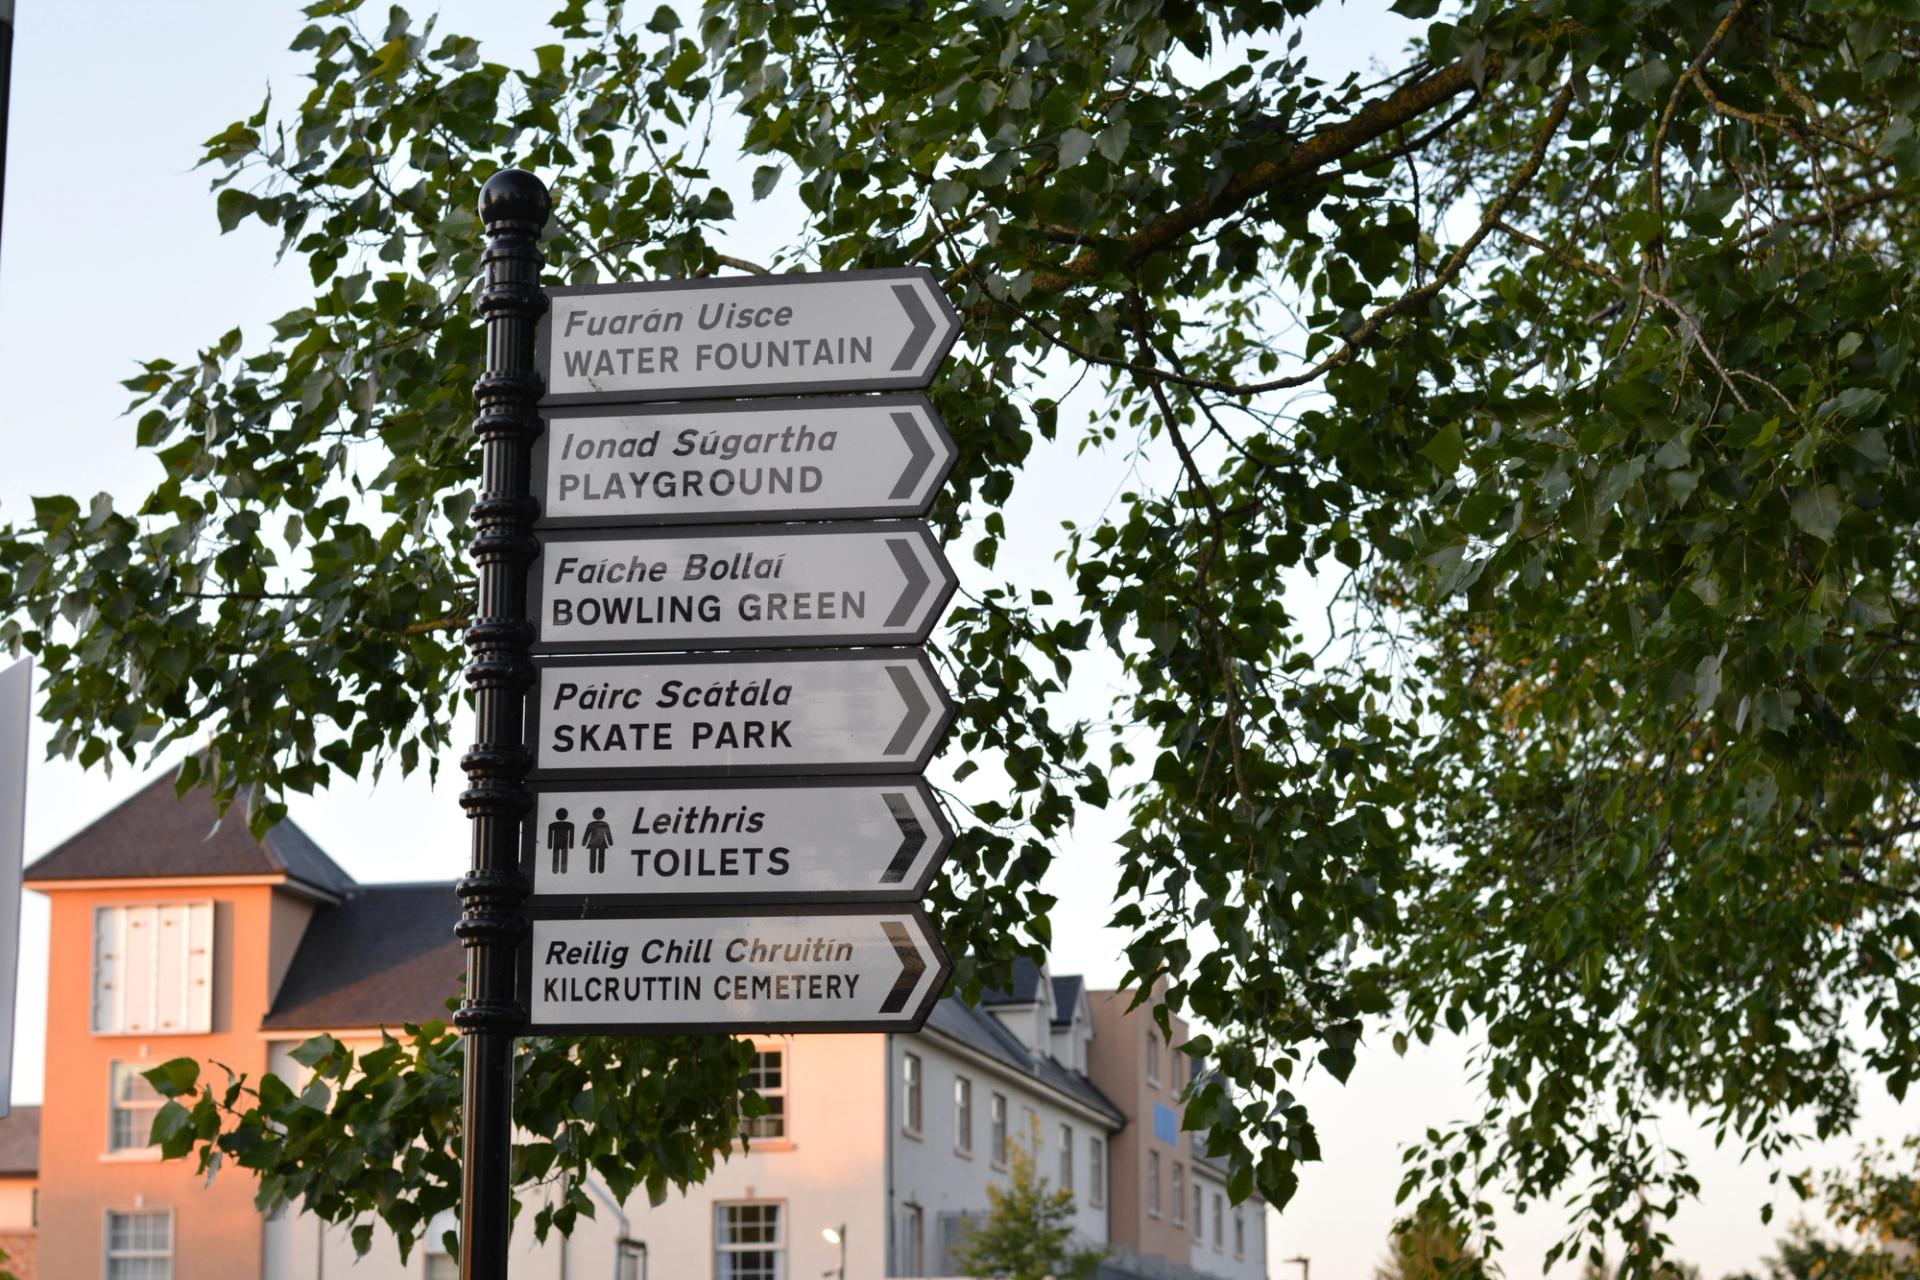 Fuarán Uisce
WATER FOUNTAIN
Ionad Súgartha
PLAYGROUND
Faíche Bollaí
BOWLING GREEN
Páirc Scátála
SKATE PARK
Leithris
TOILETS
Reilig Chill Chruitín
KILCRUTTIN CEMETERY